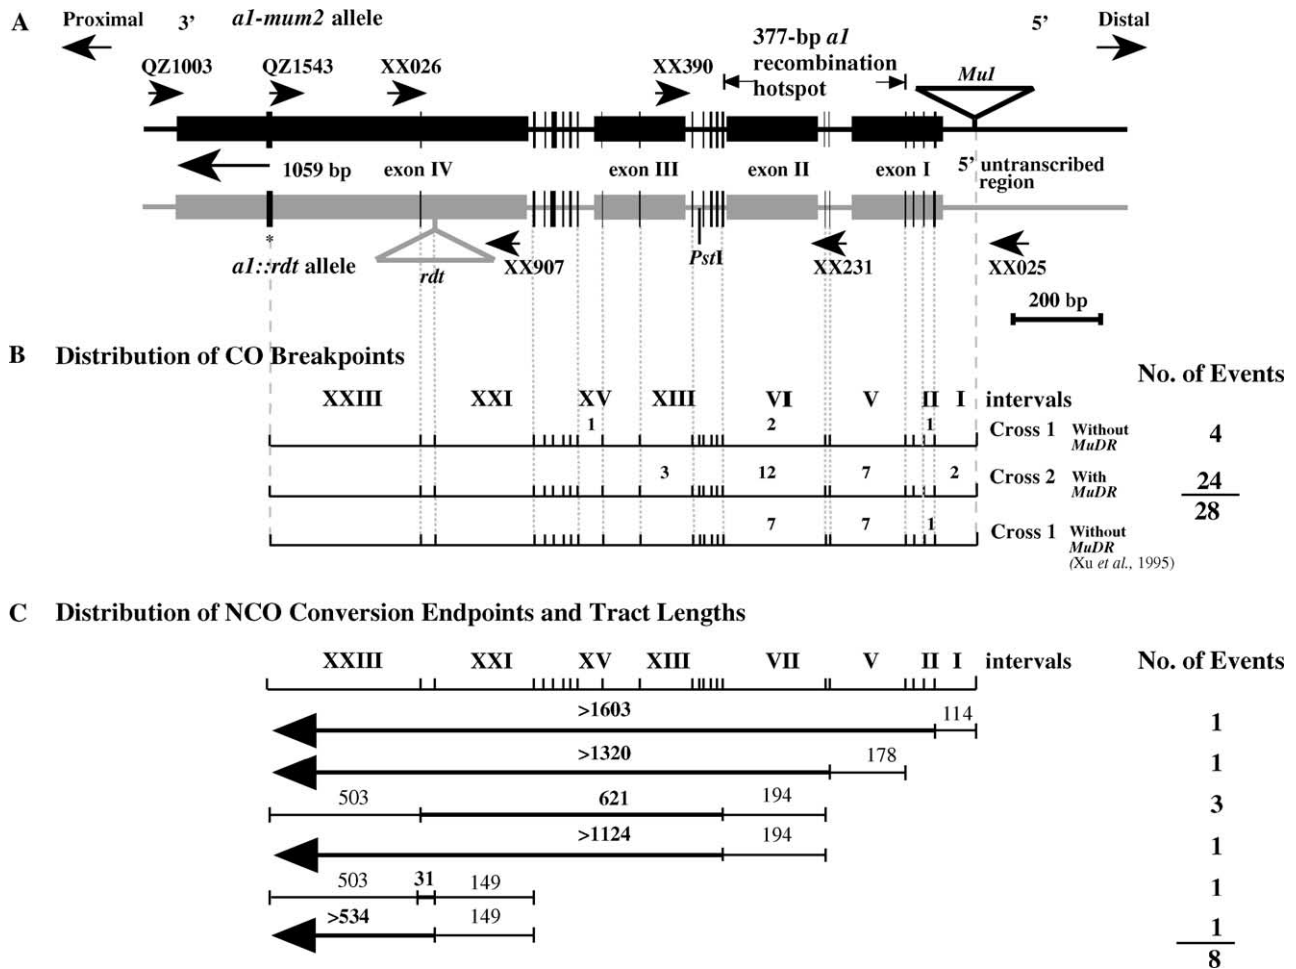 A Proximal 3’ a1-mum2 allele 5’ Distal
377-bp a1
recombination
hotspot
QZ1003 QZ1543 XX026 XX390 Mu1
1059 bp exon IV exon III exon II exon I 5’ untranscribed
region
*
a1::rdt allele rdt XX907 PstI XX231 XX025
200 bp
B Distribution of CO Breakpoints
No. of Events
XXIII XXI XV XIII VI V II I intervals
1 2 1 Cross 1 Without
MuDR 4
3 12 7 2 Cross 2 With
MuDR 24
28
7 7 1 Cross 1 Without
MuDR
(Xu et al., 1995)
C Distribution of NCO Conversion Endpoints and Tract Lengths
XXIII XXI XV XIII VII V II I intervals No. of Events
>1603 114 1
>1320 178 1
503 621 194 3
>1124 194 1
503 31 149 1
>534 149 1
8